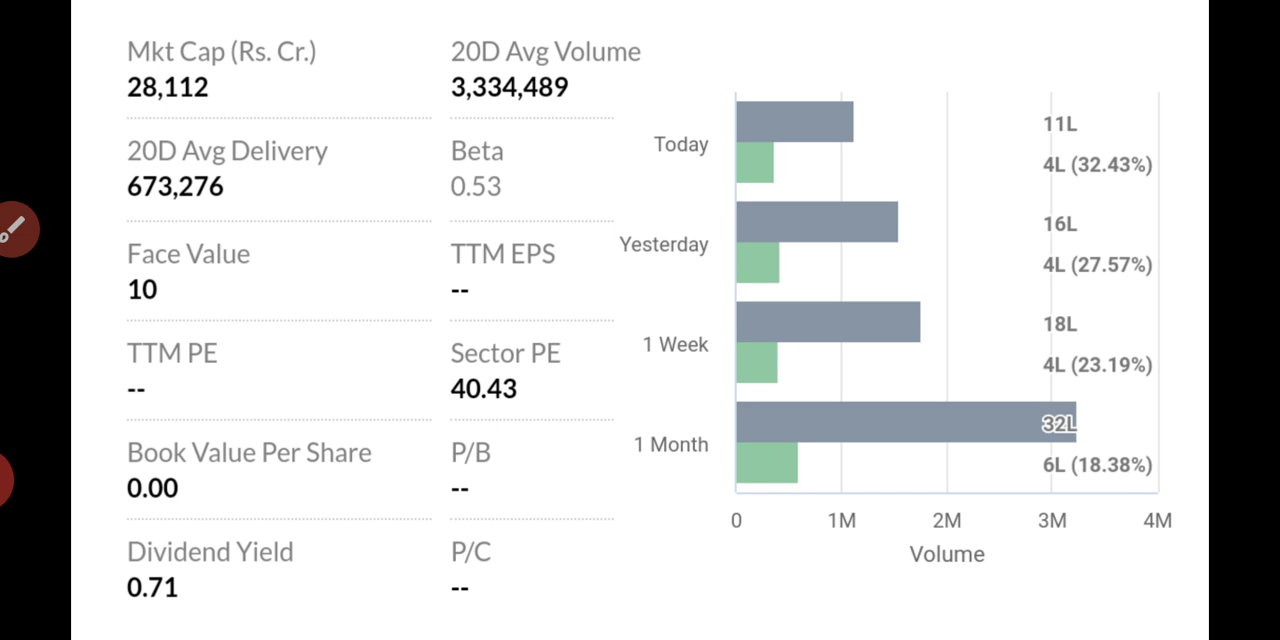 Mkt Cap (Rs. Cr.)
28,112
20D Avg Volume
3,334,489
20D Avg Delivery
673,276
Beta
0.53
Face Value
10
TTM EPS
--
TTM PE
--
Sector PE
40.43
Book Value Per Share
0.00
P/B
--
Dividend Yield
0.71
P/C
--
Today
11L
4L (32.43%)
Yesterday
16L
4L (27.57%)
1 Week
18L
4L (23.19%)
1 Month
32L
6L (18.38%)
0 1M 2M 3M 4M
Volume